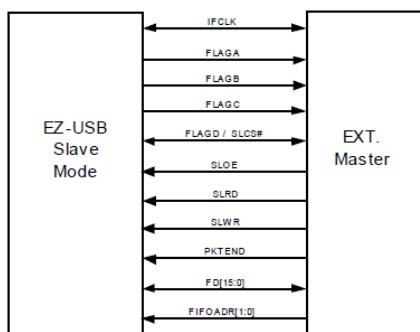 IFCLK
FLAGA
FLAGB
FLAGC
FLAGD / SLCS#
SLOE
SLRD
SLWR
PKTEND
FD[15:0]
FIFOADR[1:0]
EZ-USB
Slave
Mode
EXT.
Master